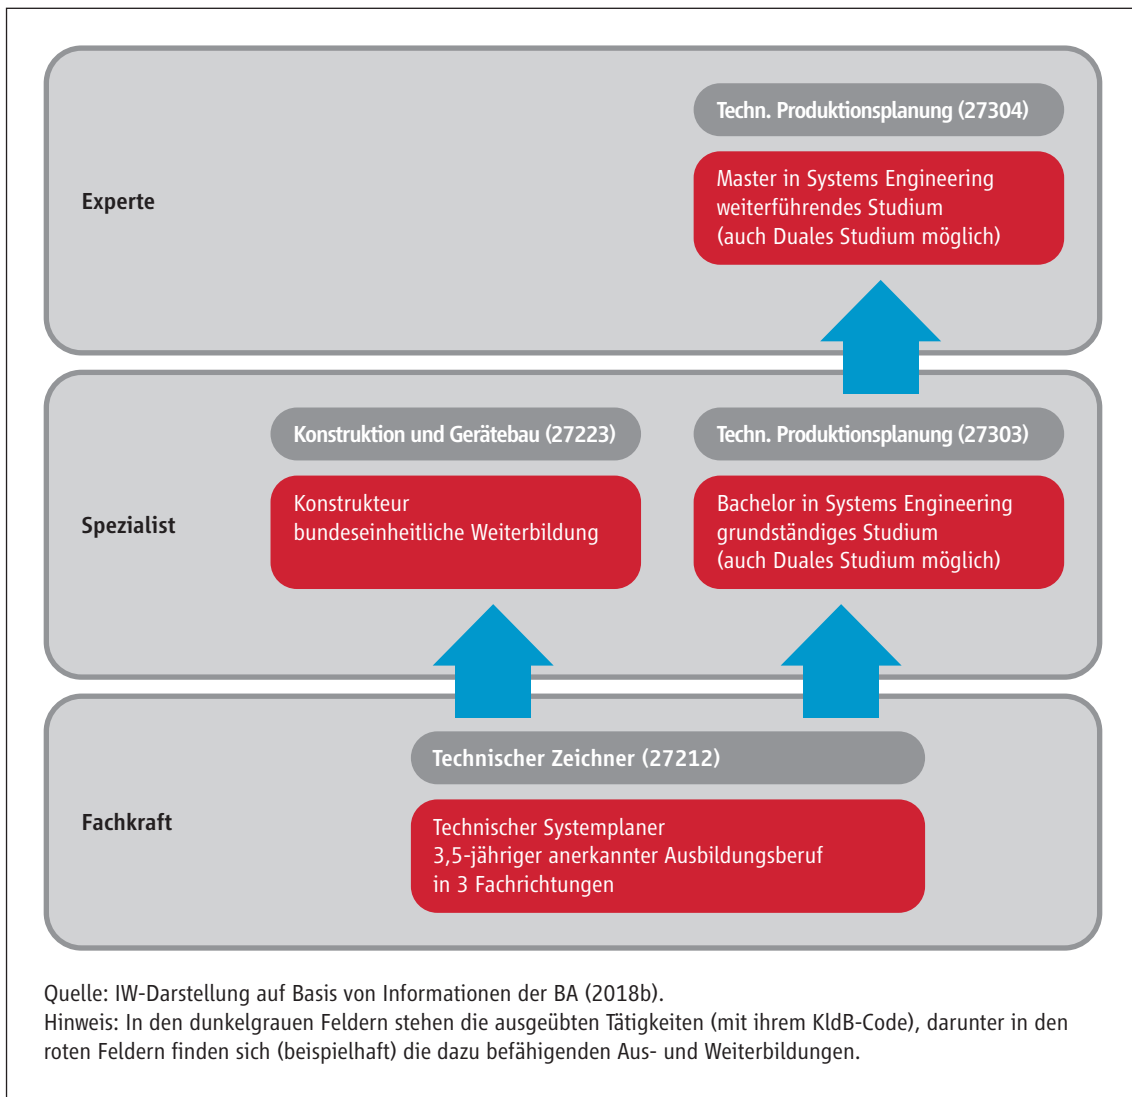 Techn. Produktionsplanung (27304)
Experte
Master in Systems Engineering
weiterführendes Studium
(auch Duales Studium möglich)
Konstruktion und Gerätebau (27223)
Techn. Produktionsplanung (27303)
Spezialist
Konstrukteur
bundeseinheitliche Weiterbildung
Bachelor in Systems Engineering
grundständiges Studium
(auch Duales Studium möglich)
Technischer Zeichner (27212)
Fachkraft
Technischer Systemplaner
3,5-jähriger anerkannter Ausbildungsberuf
in 3 Fachrichtungen
Quelle: IW-Darstellung auf Basis von Informationen der BA (2018b).
Hinweis: In den dunkelgrauen Feldern stehen die ausgeübten Tätigkeiten (mit ihrem KldB-Code), darunter in den
roten Feldern finden sich (beispielhaft) die dazu befähigenden Aus- und Weiterbildungen.